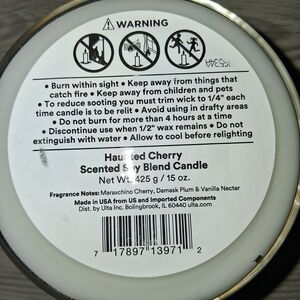 WARNING
• Burn within sight • Keep away from things that
catch fire • Keep away from children and pets
• To reduce sooting you must trim wick to 1/4" each
time candle is to be relit • Avoid using in drafty areas
• Do not burn for more than 4 hours at a time
• Discontinue use when 1/2" wax remains • Do not
extinguish with water • Allow to cool before relighting
Haunted Cherry
Scented Soy Blend Candle
Net Wt. 425 g / 15 oz.
Fragrance Notes: Maraschino Cherry, Damask Plum & Vanilla Nectar
Made in USA from US and Imported Components
Dist. by Ulta Inc. Bolingbrook, IL 60440 ulta.com
7 17897 13971 2